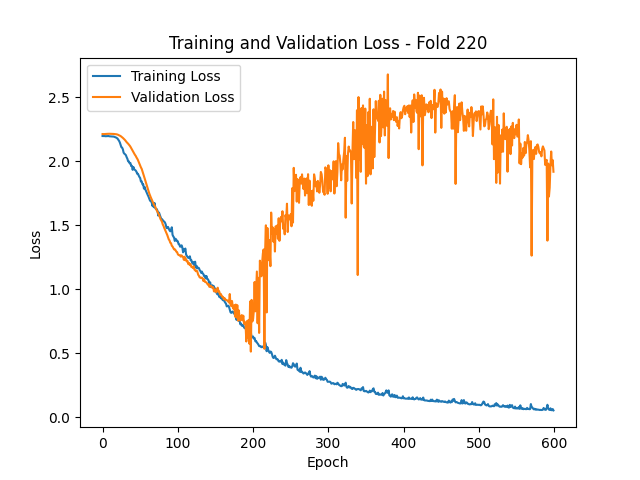 Training and Validation Loss - Fold 220
Training Loss
Validation Loss
2.5
2.0
1.5
1.0
0.5
0.0
Loss
0 100 200 300 400 500 600
Epoch